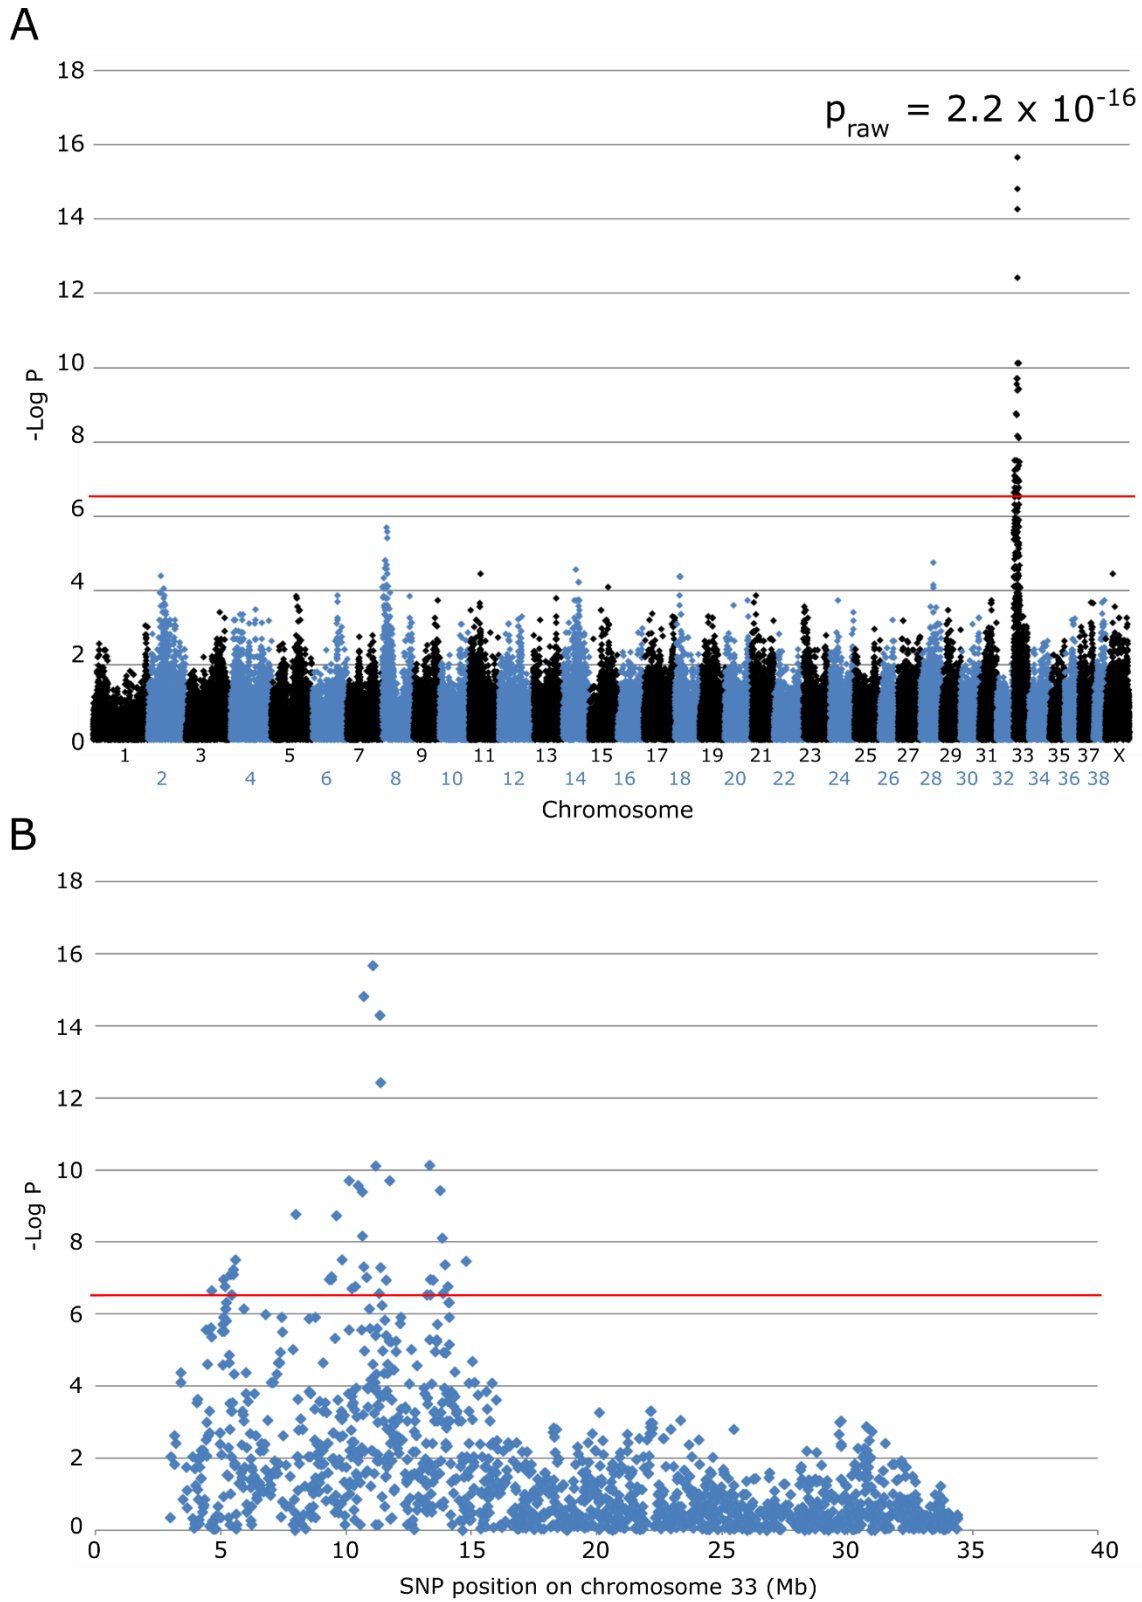 A
18
p_raw = 2.2 x 10^-16
16
14
12
10
8
6
4
2
0
-Log P
1 3 5 7 9 11 13 15 17 19 21 23 25 27 29 31 33 35 37 X
2 4 6 8 10 12 14 16 18 20 22 24 26 28 30 32 34 36 38
Chromosome
B
18
16
14
12
10
8
6
4
2
0
-Log P
0 5 10 15 20 25 30 35 40
SNP position on chromosome 33 (Mb)